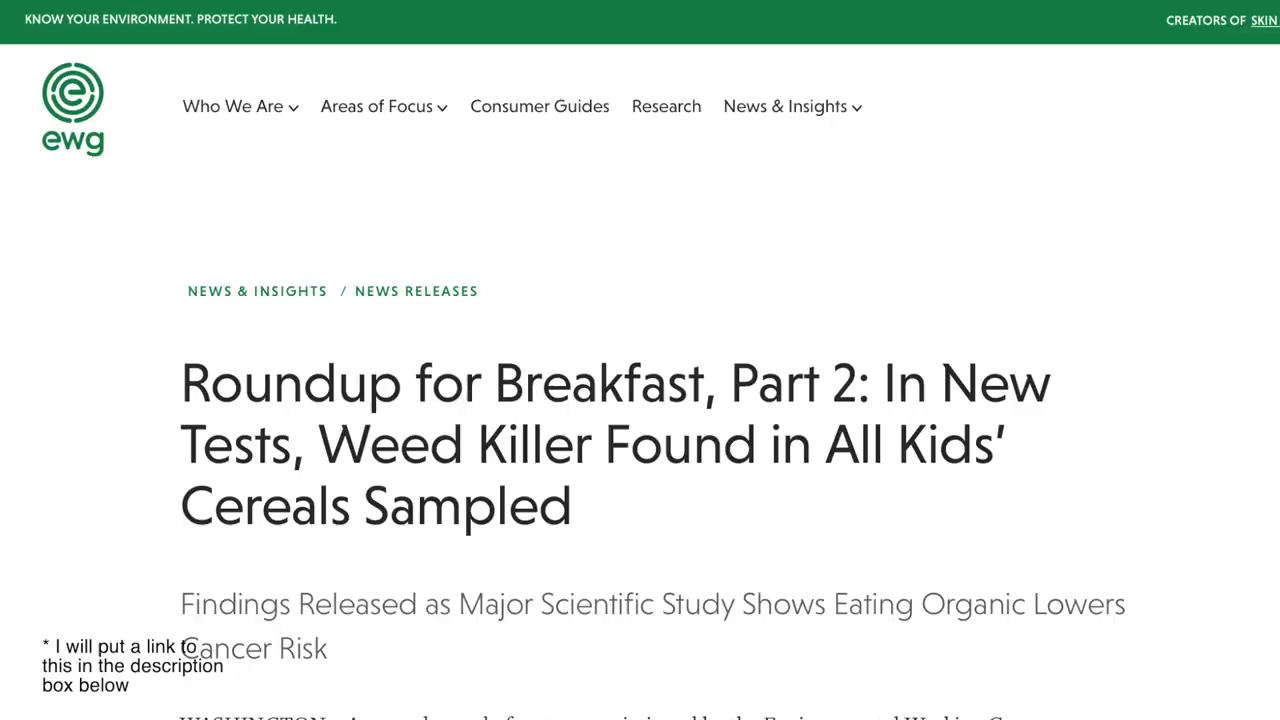 KNOW YOUR ENVIRONMENT. PROTECT YOUR HEALTH.
CREATORS OF SKIN
ewg
Who We Are
Areas of Focus
Consumer Guides
Research
News & Insights
NEWS & INSIGHTS / NEWS RELEASES
Roundup for Breakfast, Part 2: In New
Tests, Weed Killer Found in All Kids’
Cereals Sampled
Findings Released as Major Scientific Study Shows Eating Organic Lowers
Cancer Risk
* I will put a link to
this in the description
box below